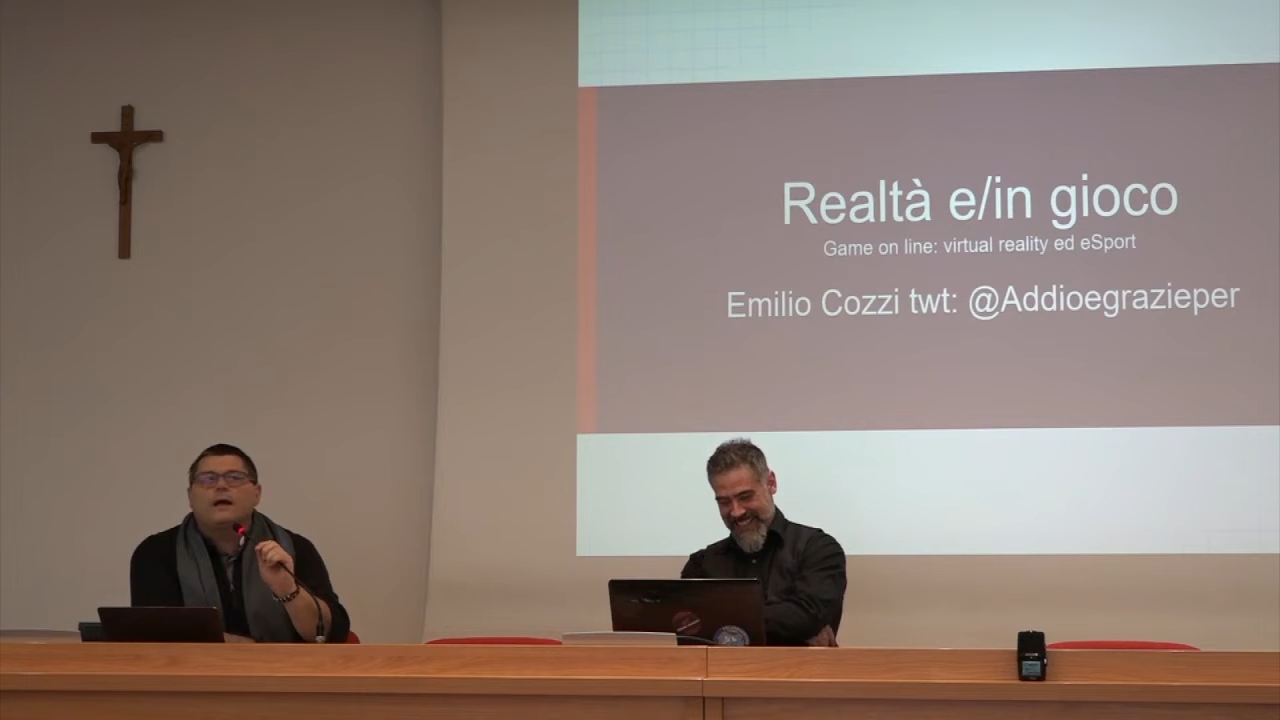 Realtà e/in gioco
Game on line: virtual reality ed eSport
Emilio Cozzi twt: @Addioegrazieper